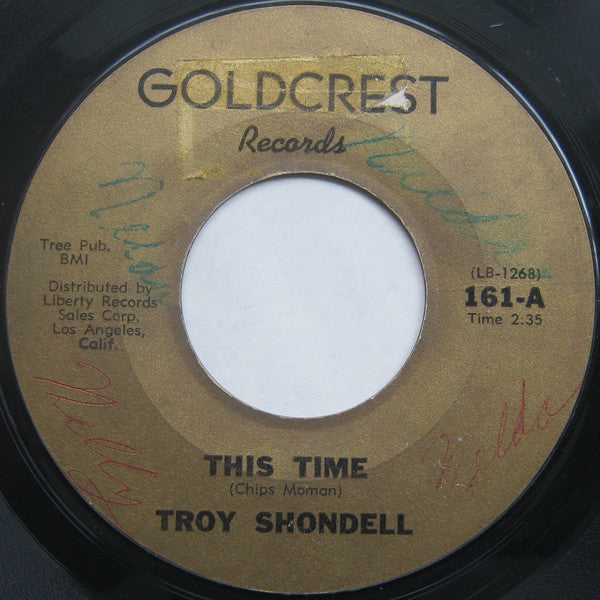 GOLDCREST
Records
Tree Pub.
BMI
Distributed by
Liberty Records
Sales Corp.
Los Angeles,
Calif.
(LB-1268)
161-A
Time 2:35
THIS TIME
(Chips Moman)
TROY SHONDELL